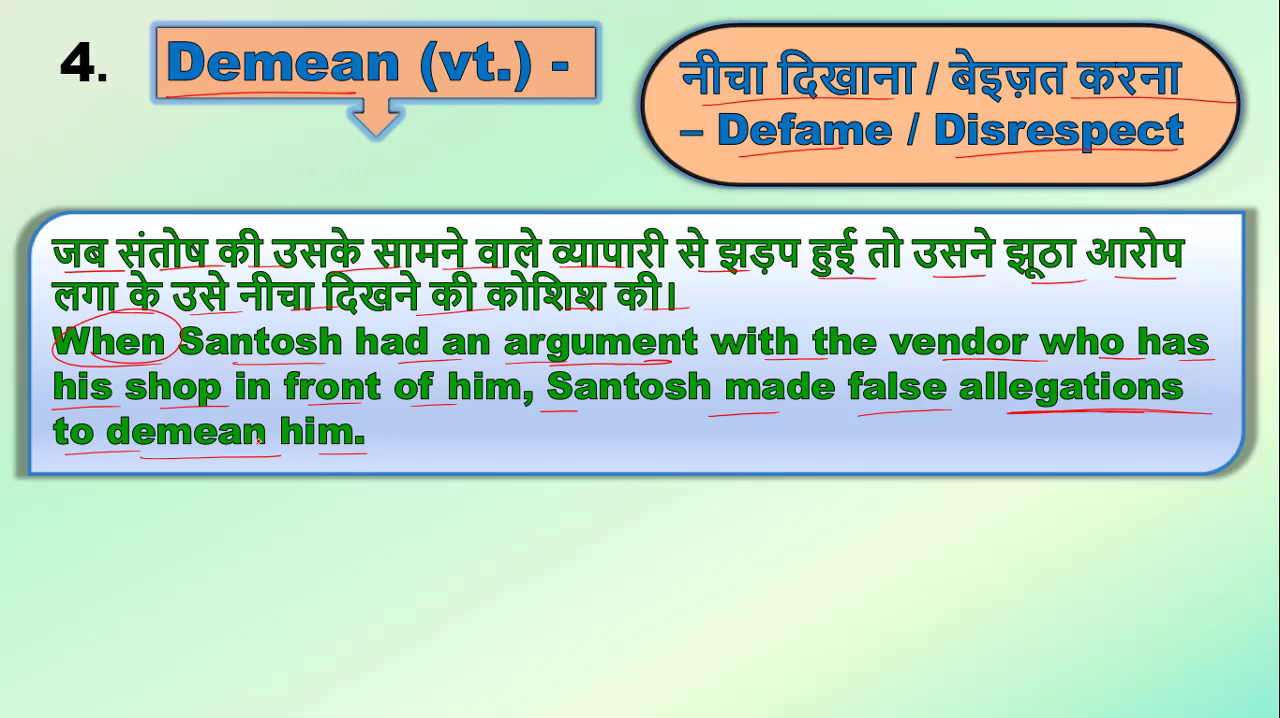 4. Demean (vt.) -
नीचा दिखाना / बेइज़त करना
– Defame / Disrespect
जब संतोष की उसके सामने वाले व्यापारी से झड़प हुई तो उसने झूठा आरोप
लगा के उसे नीचा दिखने की कोशिश की।
When Santosh had an argument with the vendor who has
his shop in front of him, Santosh made false allegations
to demean him.